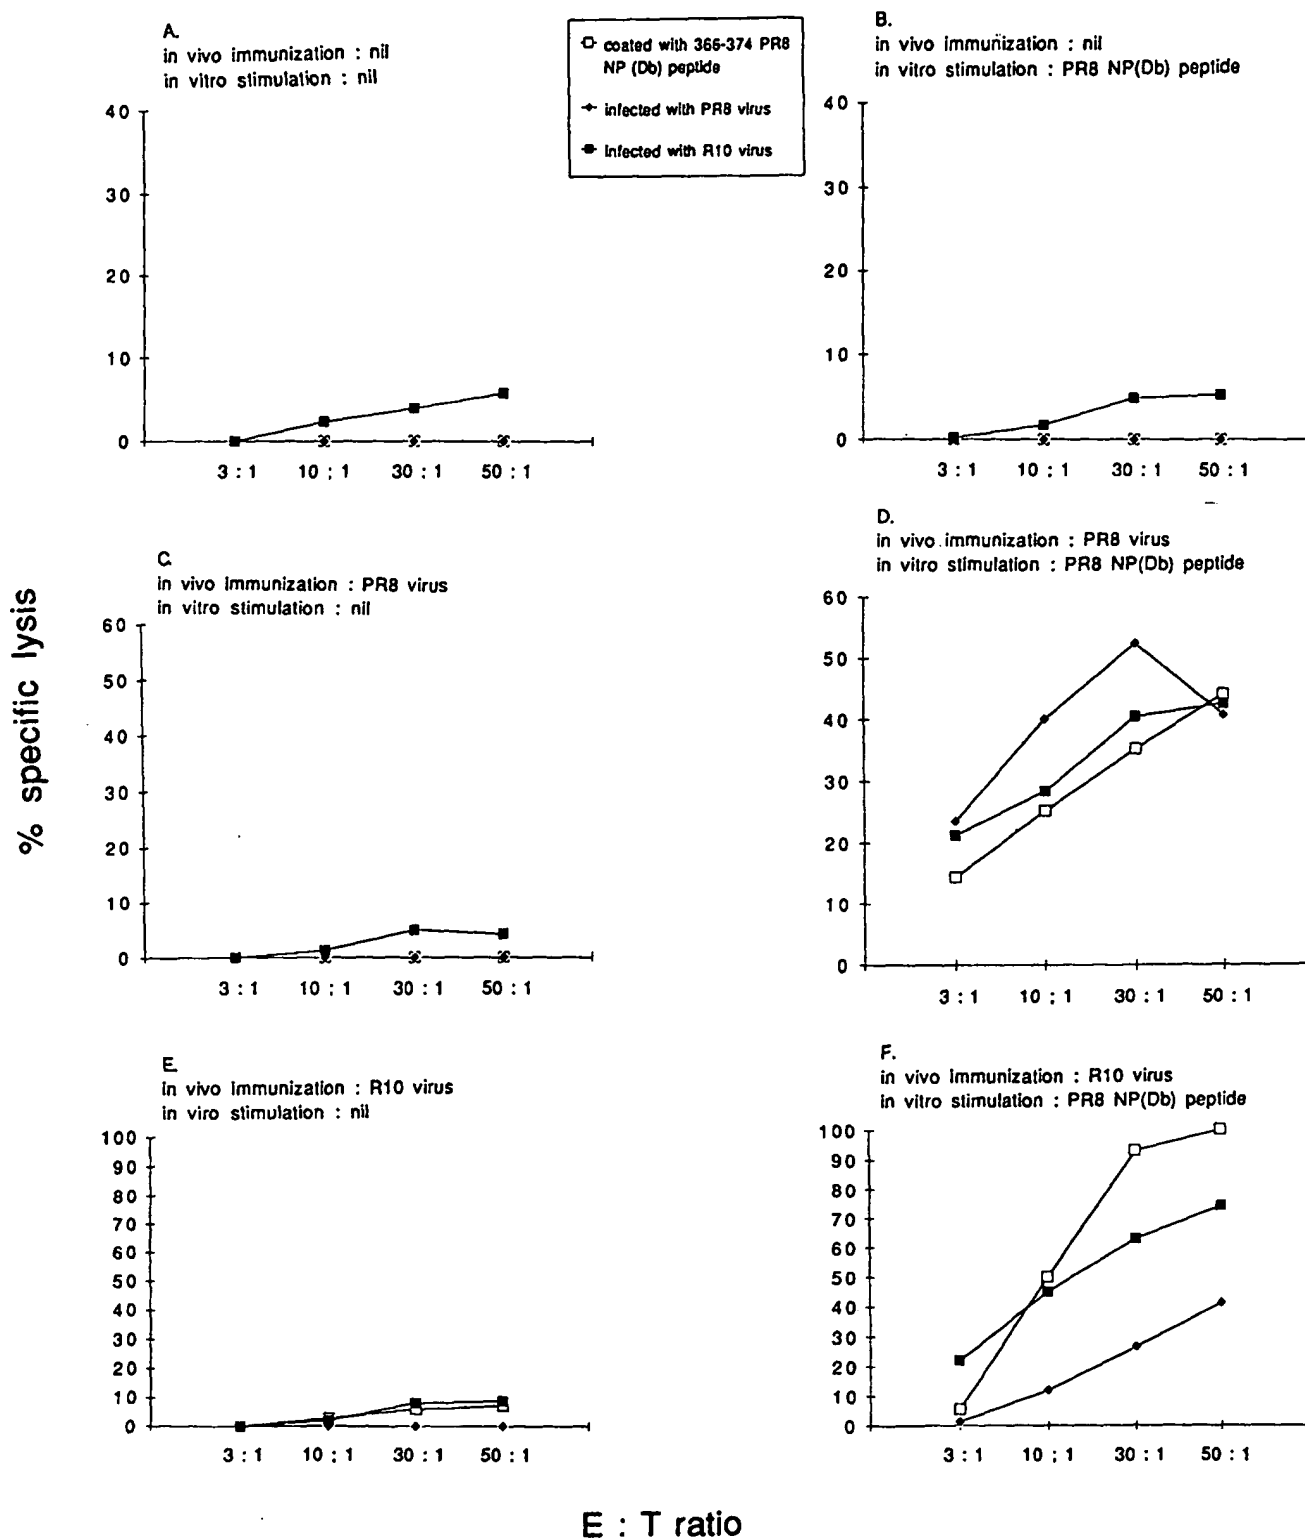 A.
in vivo immunization : nil
in vitro stimulation : nil
coated with 366-374 PR8
NP (Db) peptide
infected with PR8 virus
Infected with R10 virus
B.
in vivo immunization : nil
in vitro stimulation : PR8 NP(Db) peptide
40
30
20
10
0
3 : 1 10 ; 1 30 : 1 50 : 1
40
30
20
10
0
3 : 1 10 : 1 30 : 1 50 : 1
% specific lysis
C.
in vivo immunization : PR8 virus
in vitro stimulation : nil
60
50
40
30
20
10
0
3 : 1 10 ; 1 30 : 1 50 : 1
D.
in vivo immunization : PR8 virus
in vitro stimulation : PR8 NP(Db) peptide
60
50
40
30
20
10
0
3 : 1 10 ; 1 30 : 1 50 : 1
E.
in vivo immunization : R10 virus
in viro stimulation : nil
100
90
80
70
60
50
40
30
20
10
0
3 : 1 10 ; 1 30 : 1 50 : 1
F.
in vivo immunization : R10 virus
in vitro stimulation : PR8 NP(Db) peptide
100
90
80
70
60
50
40
30
20
10
0
3 : 1 10 ; 1 30 : 1 50 : 1
E : T ratio